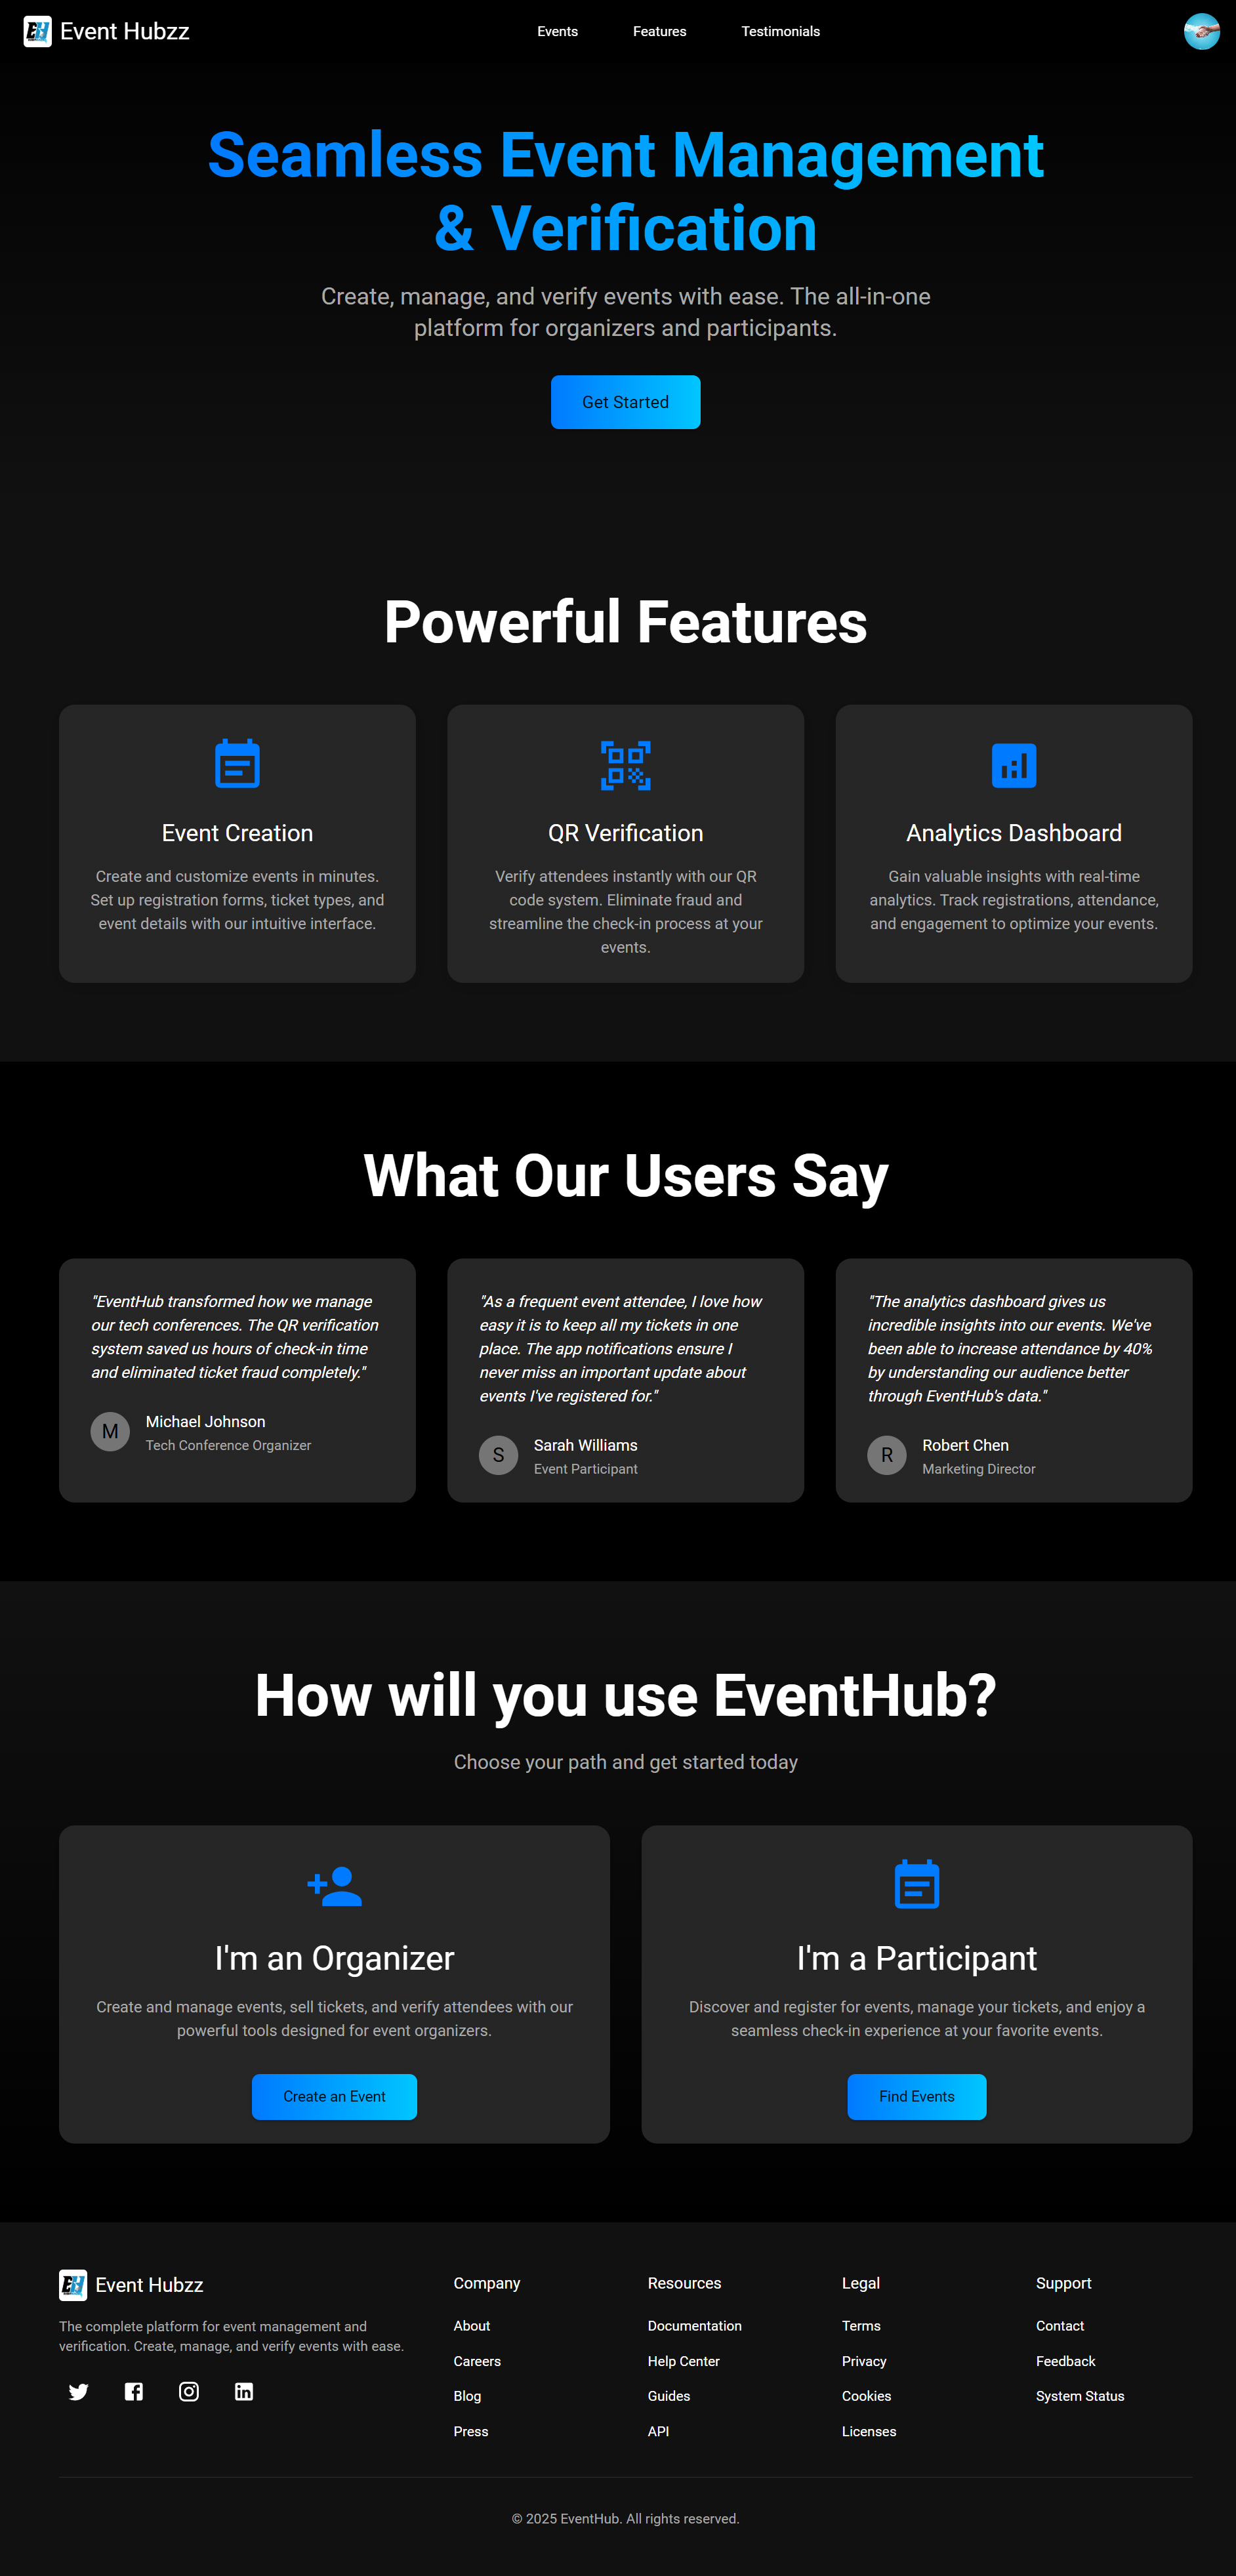 EH Event Hubzz
Events
Features
Testimonials
Seamless Event Management
& Verification
Create, manage, and verify events with ease. The all-in-one
platform for organizers and participants.
Get Started
Powerful Features
Event Creation
Create and customize events in minutes.
Set up registration forms, ticket types, and
event details with our intuitive interface.
QR Verification
Verify attendees instantly with our QR
code system. Eliminate fraud and
streamline the check-in process at your
events.
Analytics Dashboard
Gain valuable insights with real-time
analytics. Track registrations, attendance,
and engagement to optimize your events.
What Our Users Say
"EventHub transformed how we manage
our tech conferences. The QR verification
system saved us hours of check-in time
and eliminated ticket fraud completely."
M
Michael Johnson
Tech Conference Organizer
"As a frequent event attendee, I love how
easy it is to keep all my tickets in one
place. The app notifications ensure I
never miss an important update about
events I've registered for."
S
Sarah Williams
Event Participant
"The analytics dashboard gives us
incredible insights into our events. We've
been able to increase attendance by 40%
by understanding our audience better
through EventHub's data."
R
Robert Chen
Marketing Director
How will you use EventHub?
Choose your path and get started today
I'm an Organizer
Create and manage events, sell tickets, and verify attendees with our
powerful tools designed for event organizers.
Create an Event
I'm a Participant
Discover and register for events, manage your tickets, and enjoy a
seamless check-in experience at your favorite events.
Find Events
EH Event Hubzz
The complete platform for event management and
verification. Create, manage, and verify events with ease.
Company
About
Careers
Blog
Press
Resources
Documentation
Help Center
Guides
API
Legal
Terms
Privacy
Cookies
Licenses
Support
Contact
Feedback
System Status
© 2025 EventHub. All rights reserved.